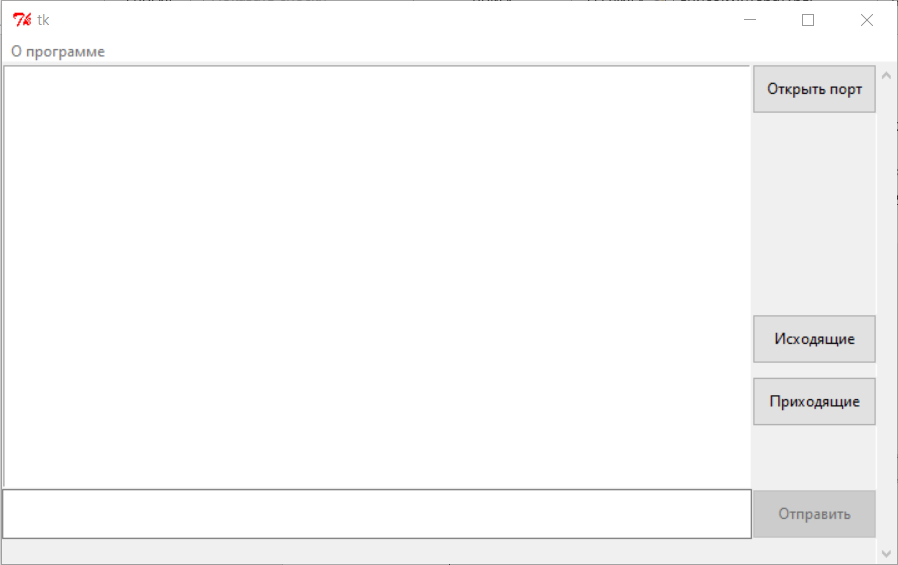 tk
О программе
Открыть порт
Исходящие
Приходящие
Отправить